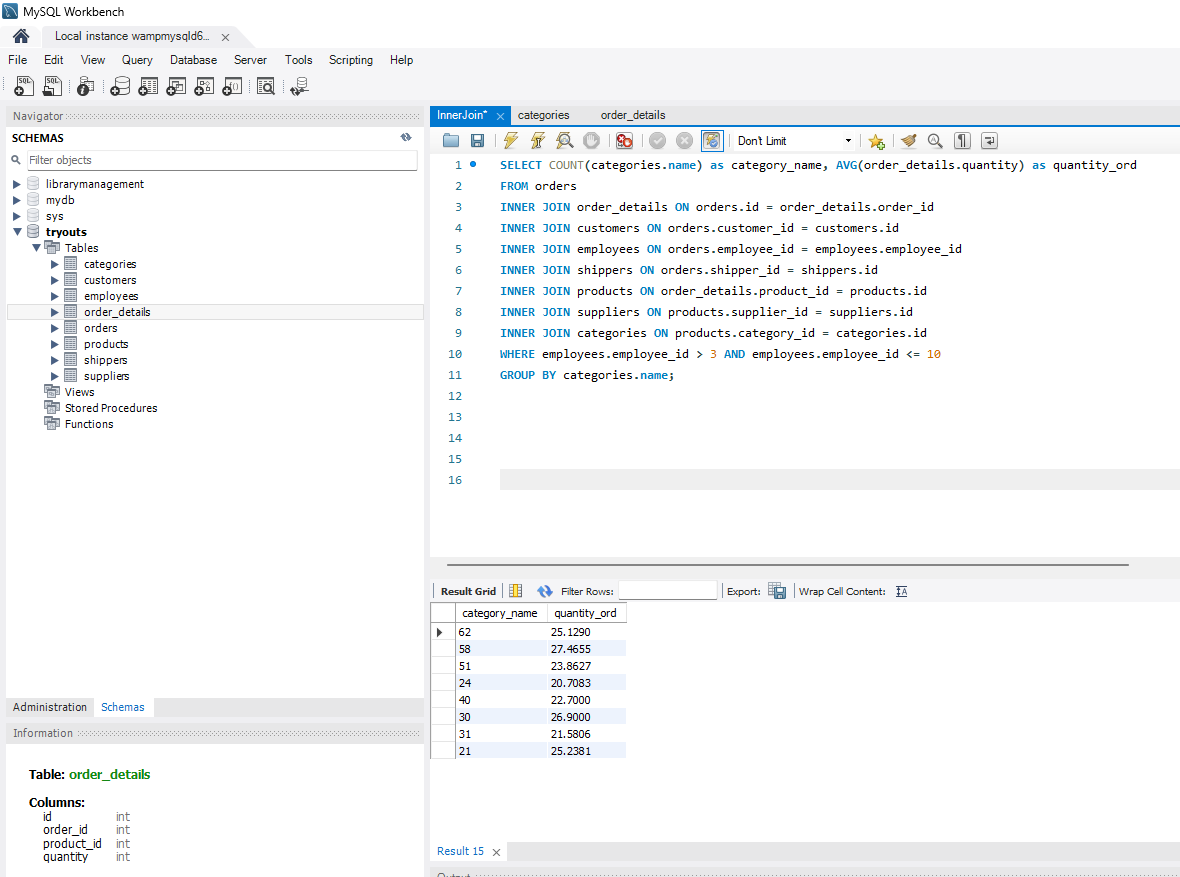 MySQL Workbench
Local instance wampmysqld6...
File Edit View Query Database Server Tools Scripting Help
Navigator
SCHEMAS
Filter objects
librarymanagement
mydb
sys
tryouts
Tables
categories
customers
employees
order_details
orders
products
shippers
suppliers
Views
Stored Procedures
Functions
Administration Schemas
Information
Table: order_details
Columns:
id int
order_id int
product_id int
quantity int
InnerJoin* categories order_details
Don't Limit
1 SELECT COUNT(categories.name) as category_name, AVG(order_details.quantity) as quantity_ord
2 FROM orders
3 INNER JOIN order_details ON orders.id = order_details.order_id
4 INNER JOIN customers ON orders.customer_id = customers.id
5 INNER JOIN employees ON orders.employee_id = employees.employee_id
6 INNER JOIN shippers ON orders.shipper_id = shippers.id
7 INNER JOIN products ON order_details.product_id = products.id
8 INNER JOIN suppliers ON products.supplier_id = suppliers.id
9 INNER JOIN categories ON products.category_id = categories.id
10 WHERE employees.employee_id > 3 AND employees.employee_id <= 10
11 GROUP BY categories.name;
12
13
14
15
16
Result Grid Filter Rows: Export: Wrap Cell Content:
category_name quantity_ord
62 25.1290
58 27.4655
51 23.8627
24 20.7083
40 22.7000
30 26.9000
31 21.5806
21 25.2381
Result 15
Output